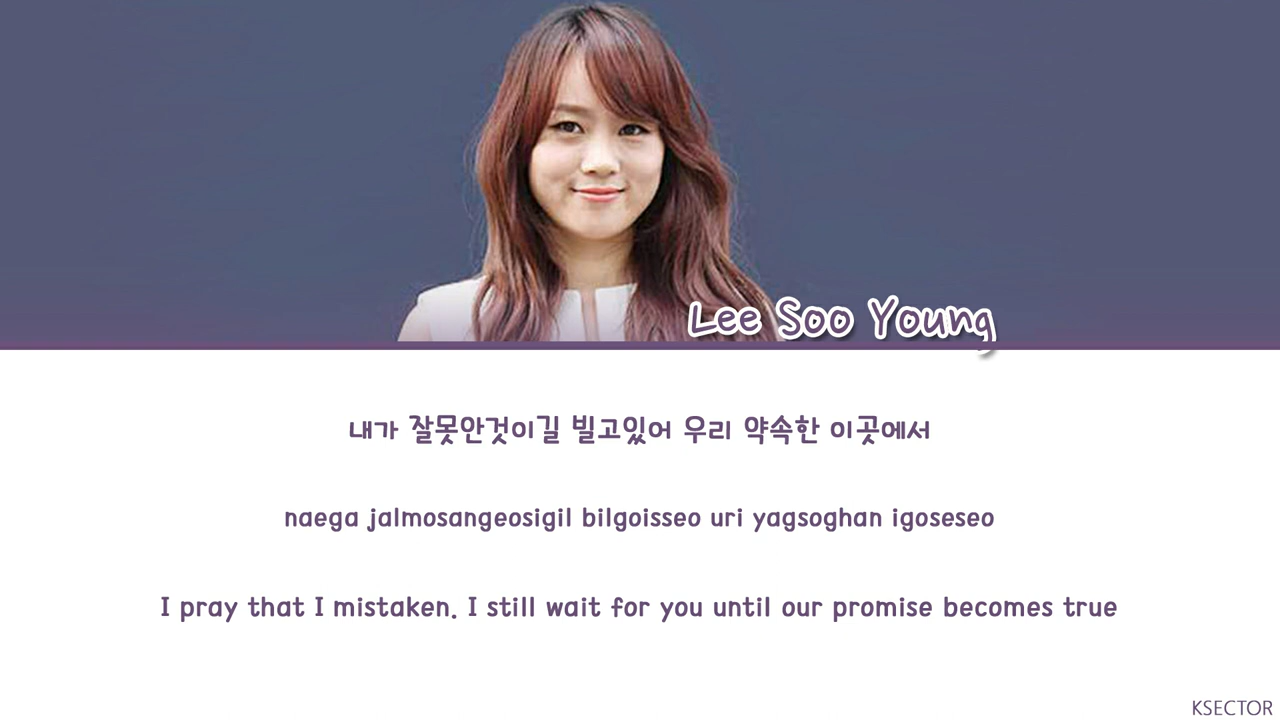 Lee Soo Young
내가 잘못안것이길 빌고있어 우리 약속한 이곳에서
naega jalmosangeosigil bilgoisseo uri yagsoghan igoseseo
I pray that I mistaken. I still wait for you until our promise becomes true
KSECTOR